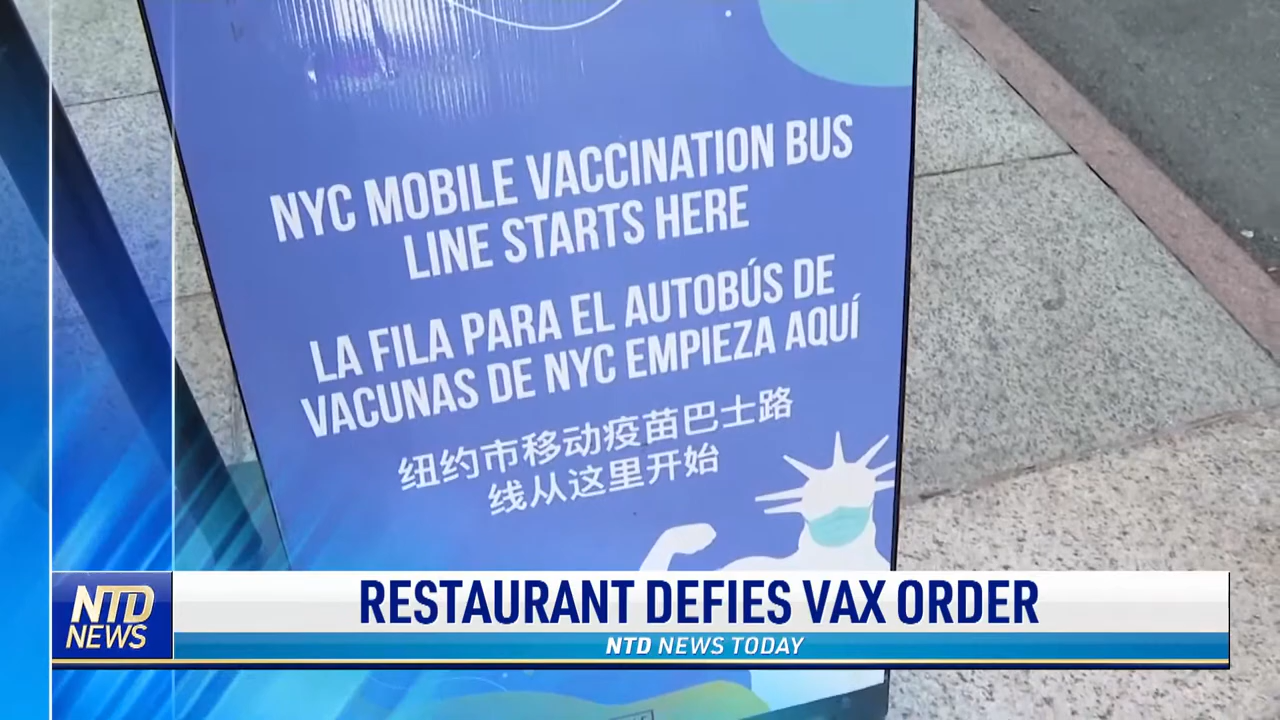 NYC MOBILE VACCINATION BUS
LINE STARTS HERE
LA FILA PARA EL AUTOBÚS DE
VACUNAS DE NYC EMPIEZA AQUÍ
纽约市移动疫苗巴士路
线从这里开始
NTD
NEWS
RESTAURANT DEFIES VAX ORDER
NTD NEWS TODAY